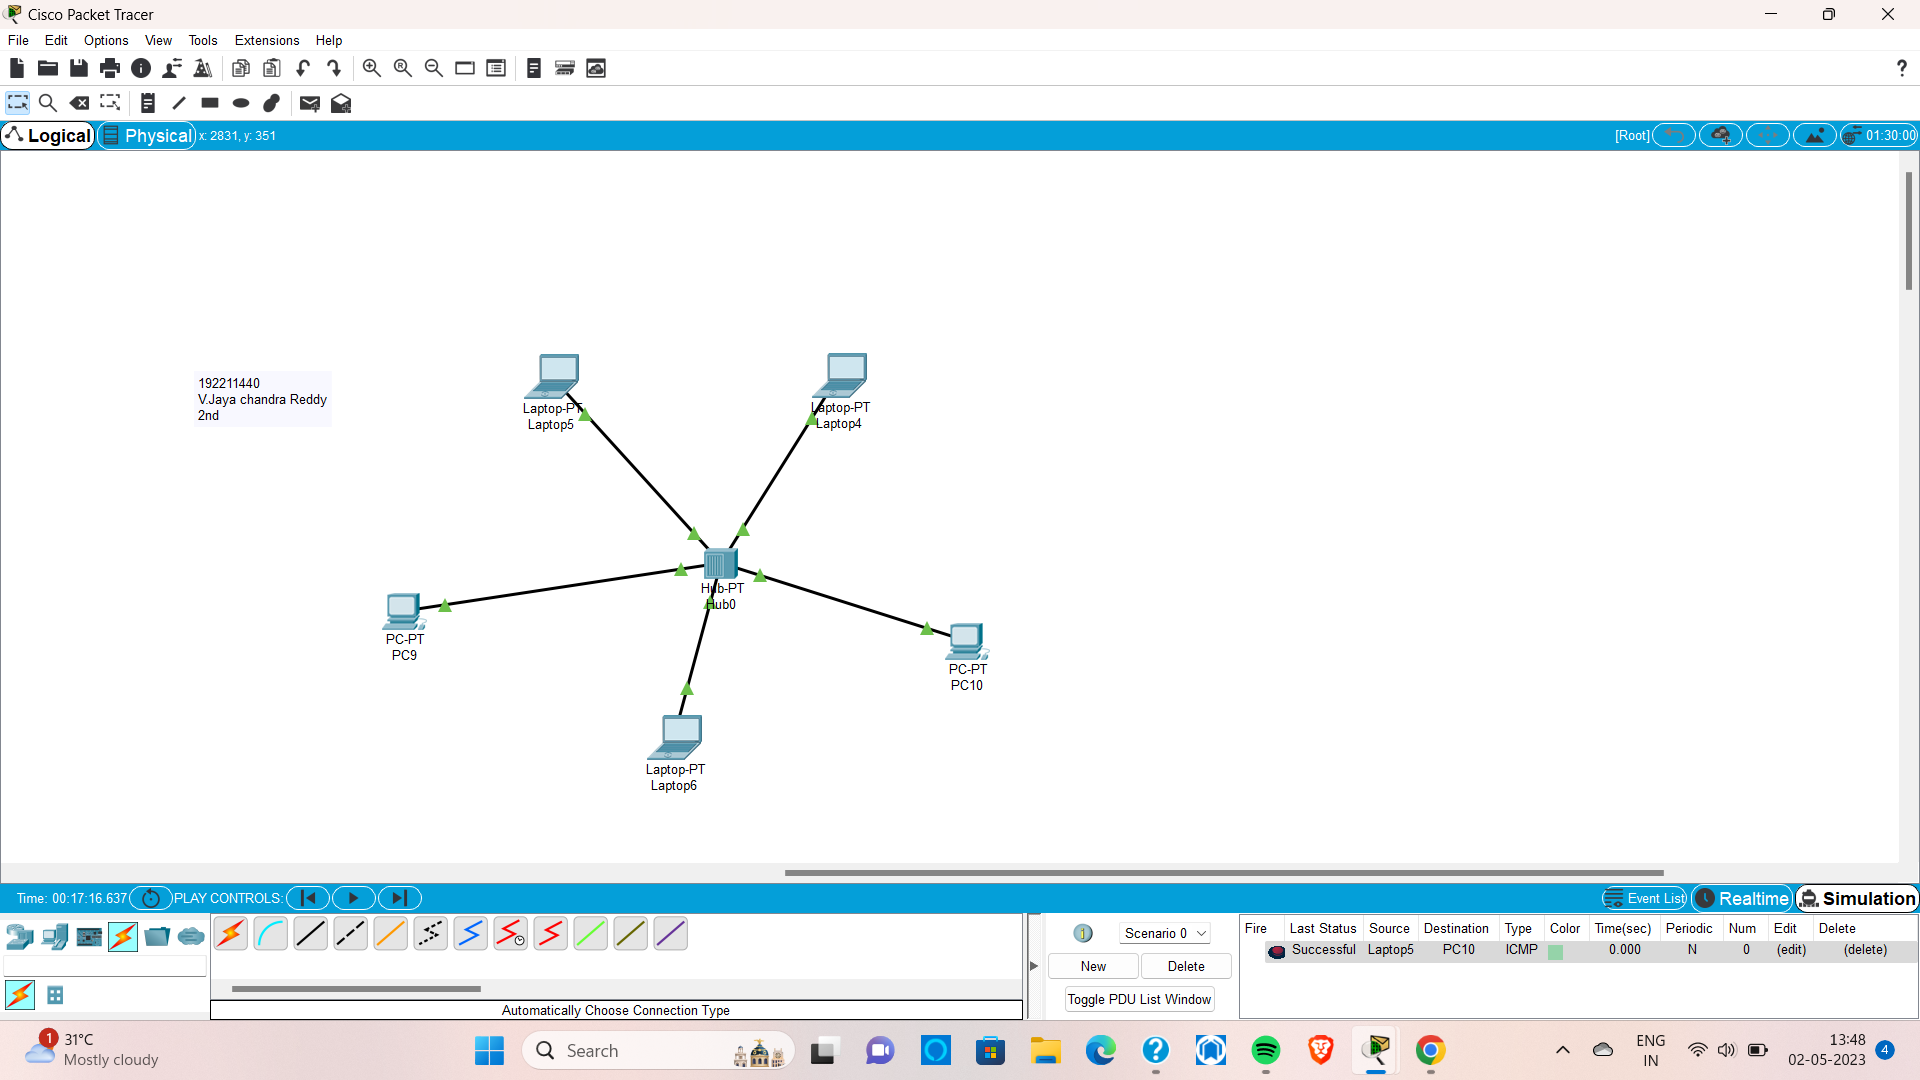 Cisco Packet Tracer
File Edit Options View Tools Extensions Help
?
Logical Physical x: 2831, y: 351 [Root] 01:30:00
192211440
V.Jaya chandra Reddy
2nd
Laptop-PT
Laptop5
Laptop-PT
Laptop4
Hub-PT
Hub0
PC-PT
PC9
PC-PT
PC10
Laptop-PT
Laptop6
Time: 00:17:16.637 PLAY CONTROLS: Event List Realtime Simulation
Scenario 0
New Delete
Toggle PDU List Window
Fire Last Status Source Destination Type Color Time(sec) Periodic Num Edit Delete
Successful Laptop5 PC10 ICMP 0.000 N 0 (edit) (delete)
Automatically Choose Connection Type
1 31°C
Mostly cloudy
Search
ENG
IN
13:48
02-05-2023
4